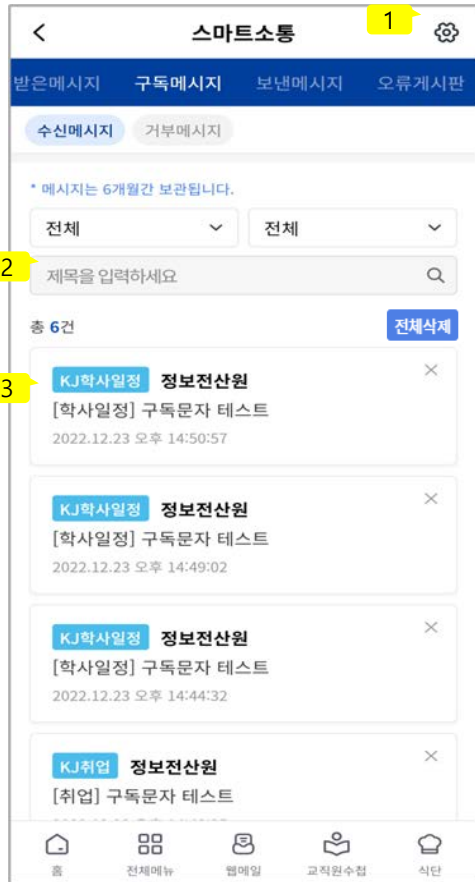 1
스마트소통
받은메시지 구독메시지 보낸메시지 오류게시판
수신메시지 거부메시지
* 메시지는 6개월간 보관됩니다.
전체 전체
2
제목을 입력하세요
총 6건 전체삭제
3
KJ학사일정 정보전산원
[학사일정] 구독문자 테스트
2022.12.23 오후 14:50:57
KJ학사일정 정보전산원
[학사일정] 구독문자 테스트
2022.12.23 오후 14:49:02
KJ학사일정 정보전산원
[학사일정] 구독문자 테스트
2022.12.23 오후 14:44:32
KJ취업 정보전산원
[취업] 구독문자 테스트
홈 전체메뉴 웹메일 교직원수첩 식단